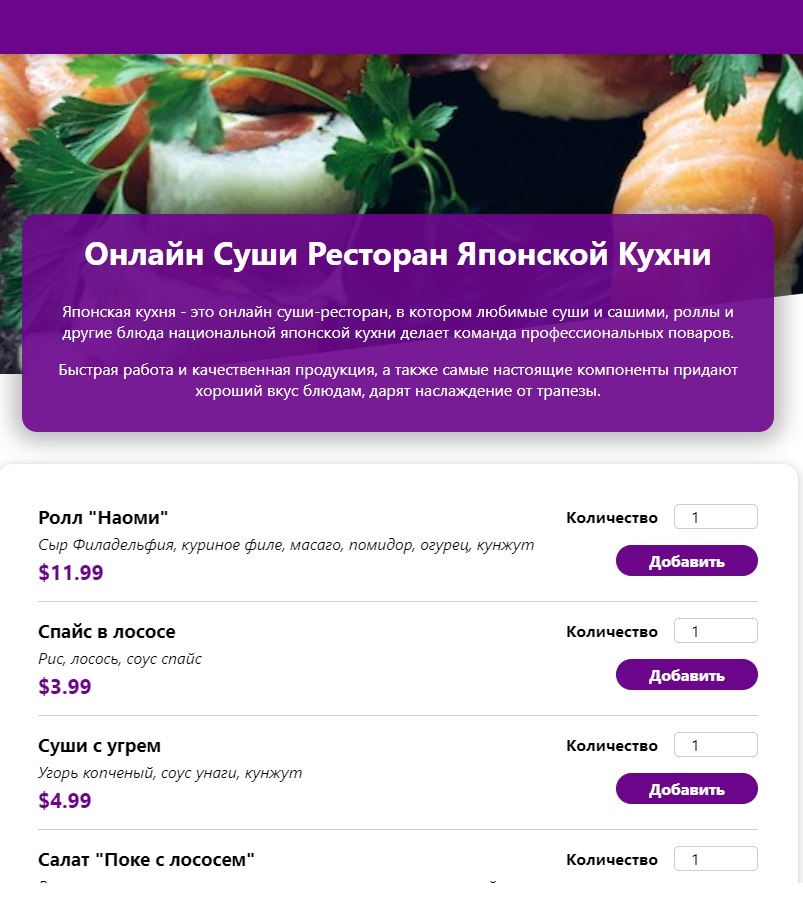 Онлайн Суши Ресторан Японской Кухни
Японская кухня - это онлайн суши-ресторан, в котором любимые суши и сашими, роллы и
другие блюда национальной японской кухни делает команда профессиональных поваров.
Быстрая работа и качественная продукция, а также самые настоящие компоненты придают
хороший вкус блюдам, дарят наслаждение от трапезы.
Ролл "Наоми"
Количество 1
Сыр Филадельфия, куриное филе, масаго, помидор, огурец, кунжут
Добавить
$11.99
Спайс в лососе
Количество 1
Рис, лосось, соус спайс
Добавить
$3.99
Суши с угрем
Количество 1
Угорь копченый, соус унаги, кунжут
Добавить
$4.99
Салат "Поке с лососем"
Количество 1